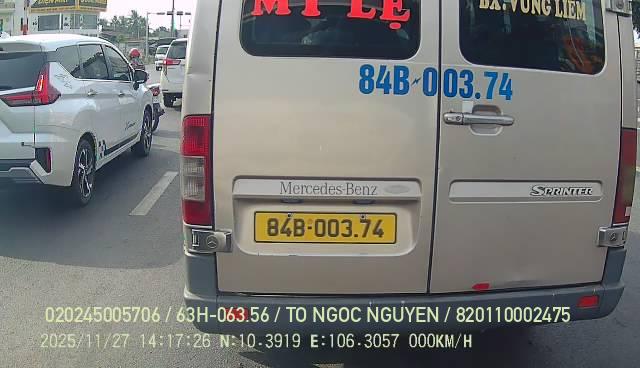 MỸ LỆ
BX.VŨNG LIÊM
84B-003.74
Mercedes-Benz
SPRINTER
84B-003.74
020245005706 / 63H-063.56 / TO NGOC NGUYEN / 820110002475
2025/11/27 14:17:26 N:10.3919 E:106.3057 000KM/H